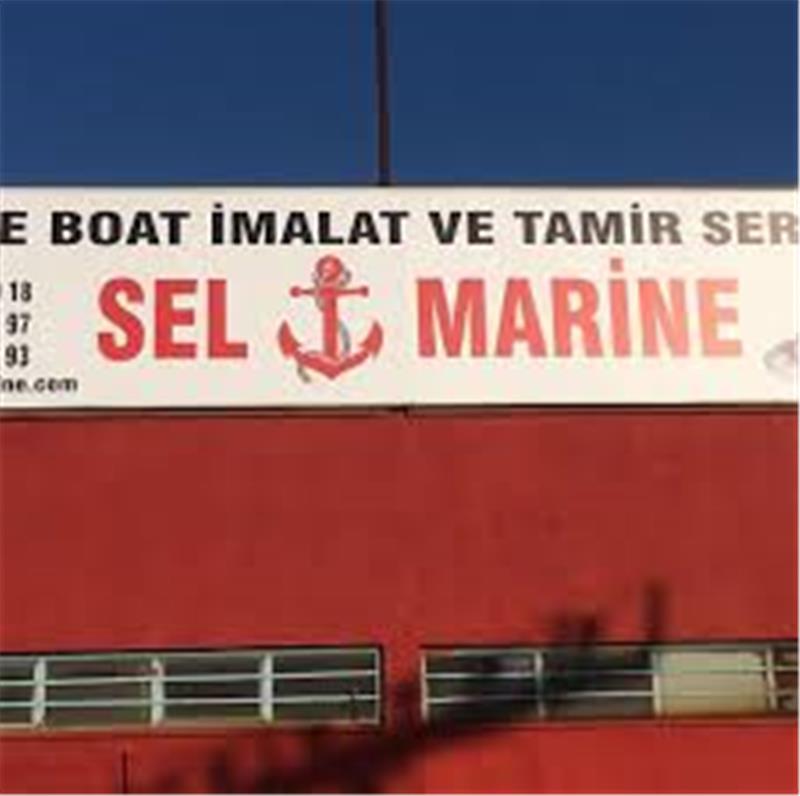 E BOAT İMALAT VE TAMİR SER
18
97
93
ne.com
SEL MARİNE